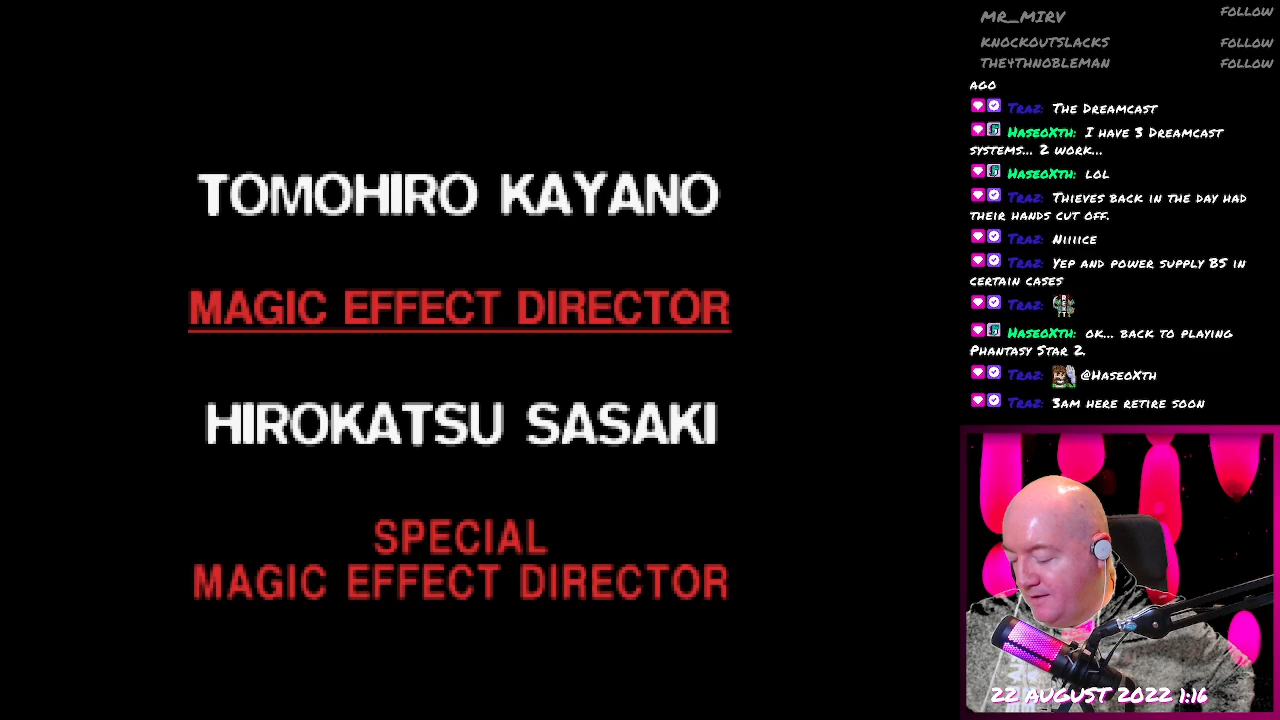 TOMOHIRO KAYANO
MAGIC EFFECT DIRECTOR
HIROKATSU SASAKI
SPECIAL
MAGIC EFFECT DIRECTOR
MR_MIRV FOLLOW
KNOCKOUTSLACKS FOLLOW
THE4THNOBLEMAN FOLLOW
AGO
TRAZ: THE DREAMCAST
HASEOXTH: I HAVE 3 DREAMCAST
SYSTEMS... 2 WORK...
HASEOXTH: LOL
TRAZ: THIEVES BACK IN THE DAY HAD
THEIR HANDS CUT OFF.
TRAZ: NIIIICE
TRAZ: YEP AND POWER SUPPLY BS IN
CERTAIN CASES
TRAZ:
HASEOXTH: OK... BACK TO PLAYING
PHANTASY STAR 2.
TRAZ: @HASEOXTH
TRAZ: 3AM HERE RETIRE SOON
22 AUGUST 2022 1:16